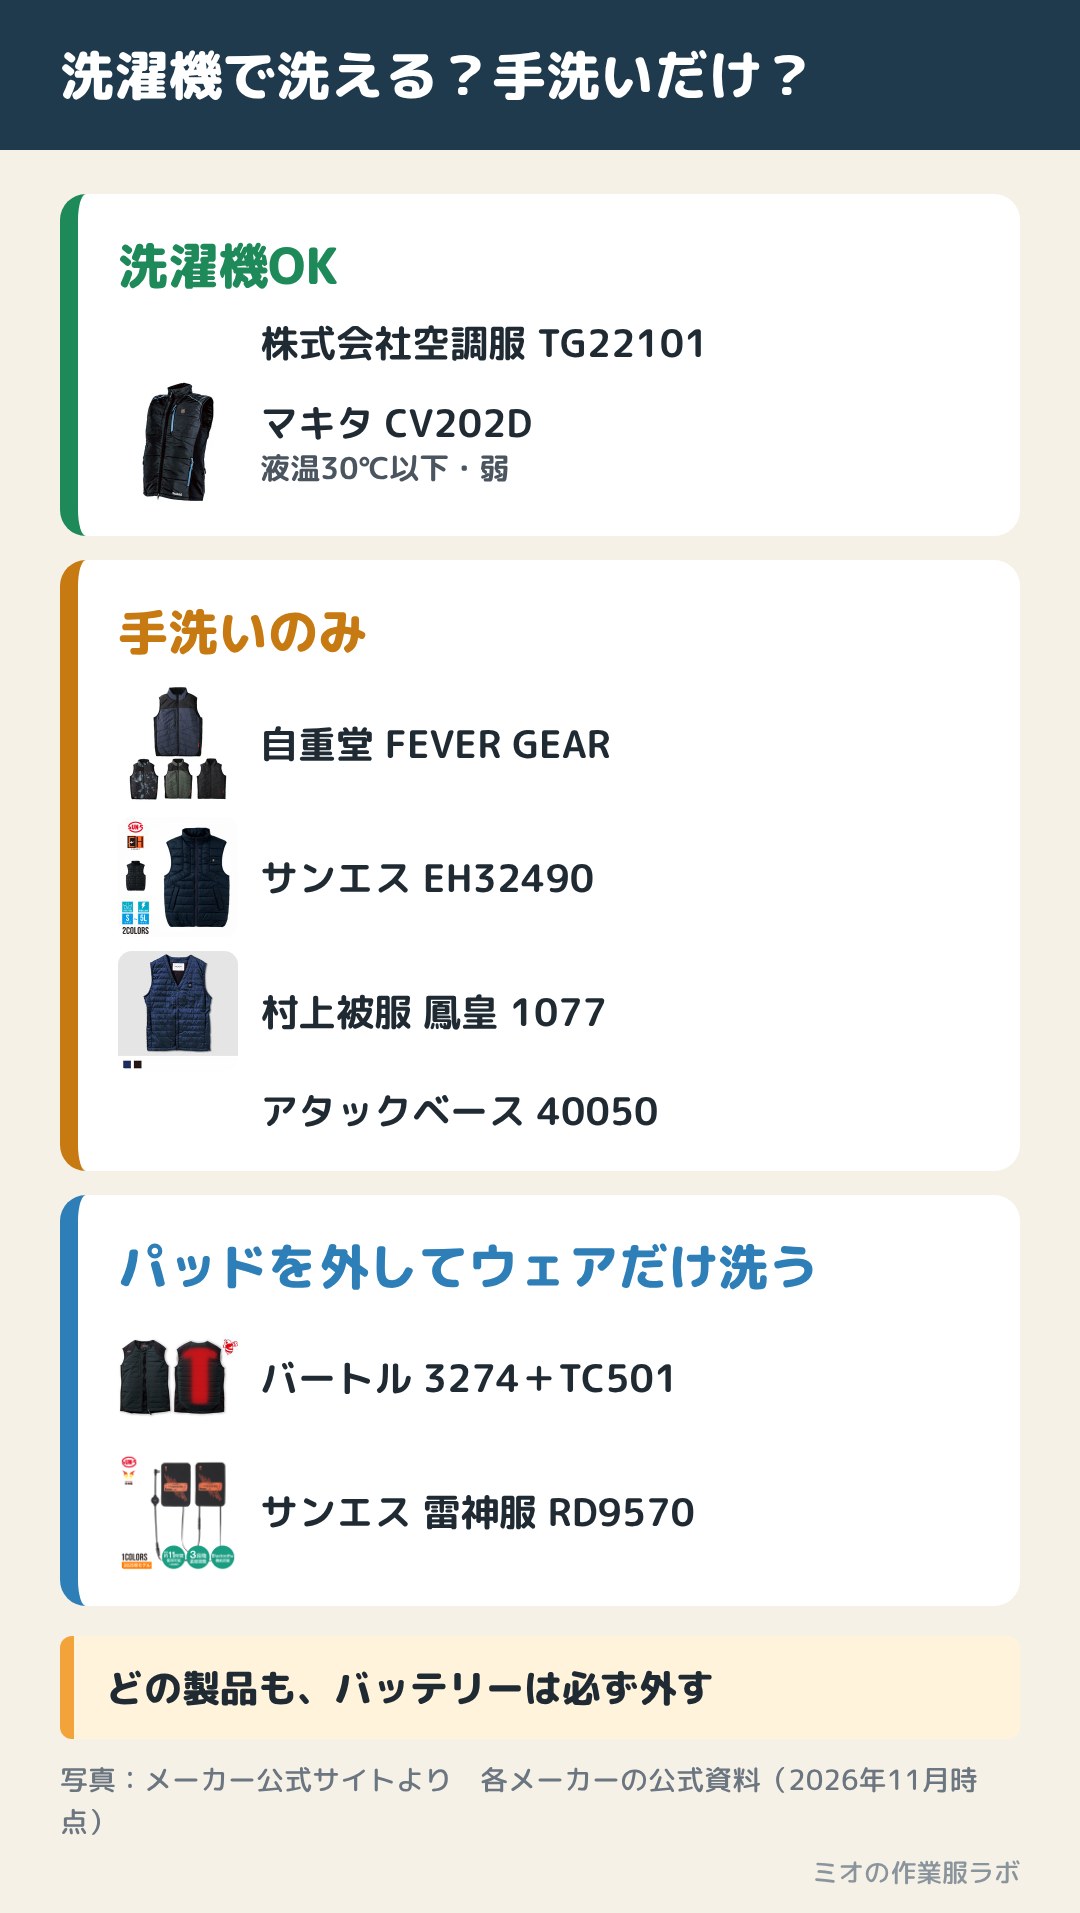 洗濯機で洗える？手洗いだけ？
洗濯機OK
株式会社空調服 TG22101
マキタ CV202D
液温30℃以下・弱
手洗いのみ
自重堂 FEVER GEAR
SUN-S
EH
2COLORS
サンエス EH32490
村上被服 鳳皇 1077
アタックベース 40050
パッドを外してウェアだけ洗う
バートル 3274＋TC501
サンエス 雷神服 RD9570
1COLORS
どの製品も、バッテリーは必ず外す
写真：メーカー公式サイトより　各メーカーの公式資料（2026年11月時
点）
ミオの作業服ラボ